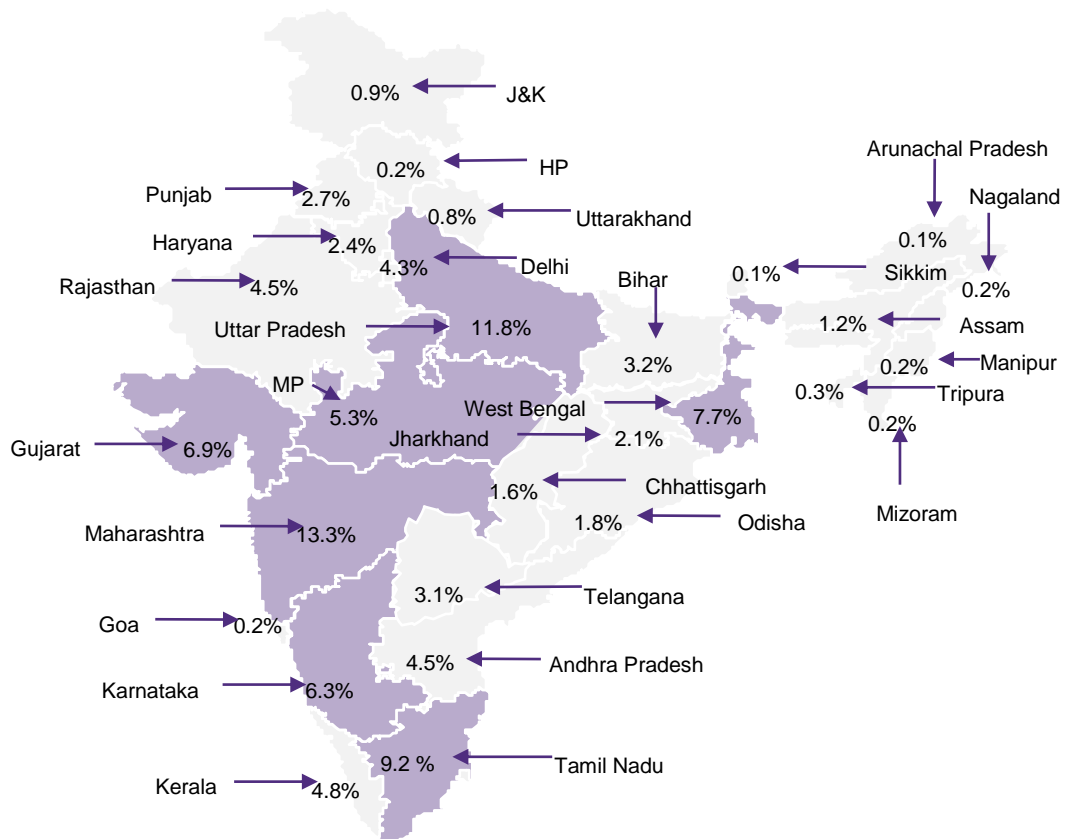 0.9%
J&K
0.2%
HP
Arunachal Pradesh
Punjab
2.7%
Nagaland
0.8%
Uttarakhand
Haryana
2.4%
0.1%
4.3%
Delhi
Bihar
0.1%
Sikkim
Rajasthan
4.5%
0.2%
Uttar Pradesh
11.8%
1.2%
Assam
3.2%
0.2%
Manipur
MP
5.3%
0.3%
Tripura
West Bengal
7.7%
0.2%
Gujarat
6.9%
Jharkhand
2.1%
1.6%
Chhattisgarh
Mizoram
Maharashtra
13.3%
1.8%
Odisha
3.1%
Telangana
Goa
0.2%
4.5%
Andhra Pradesh
Karnataka
6.3%
9.2 %
Tamil Nadu
Kerala
4.8%